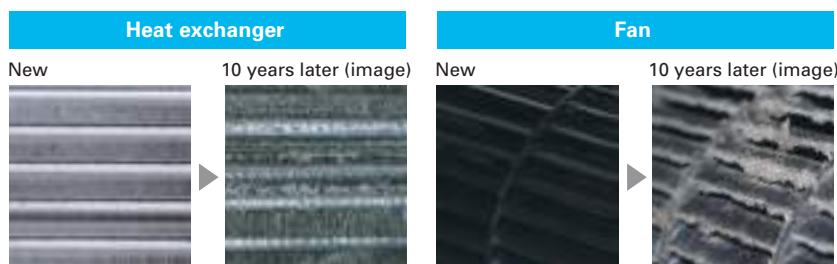 Heat exchanger
Fan
New
10 years later (image)
New
10 years later (image)